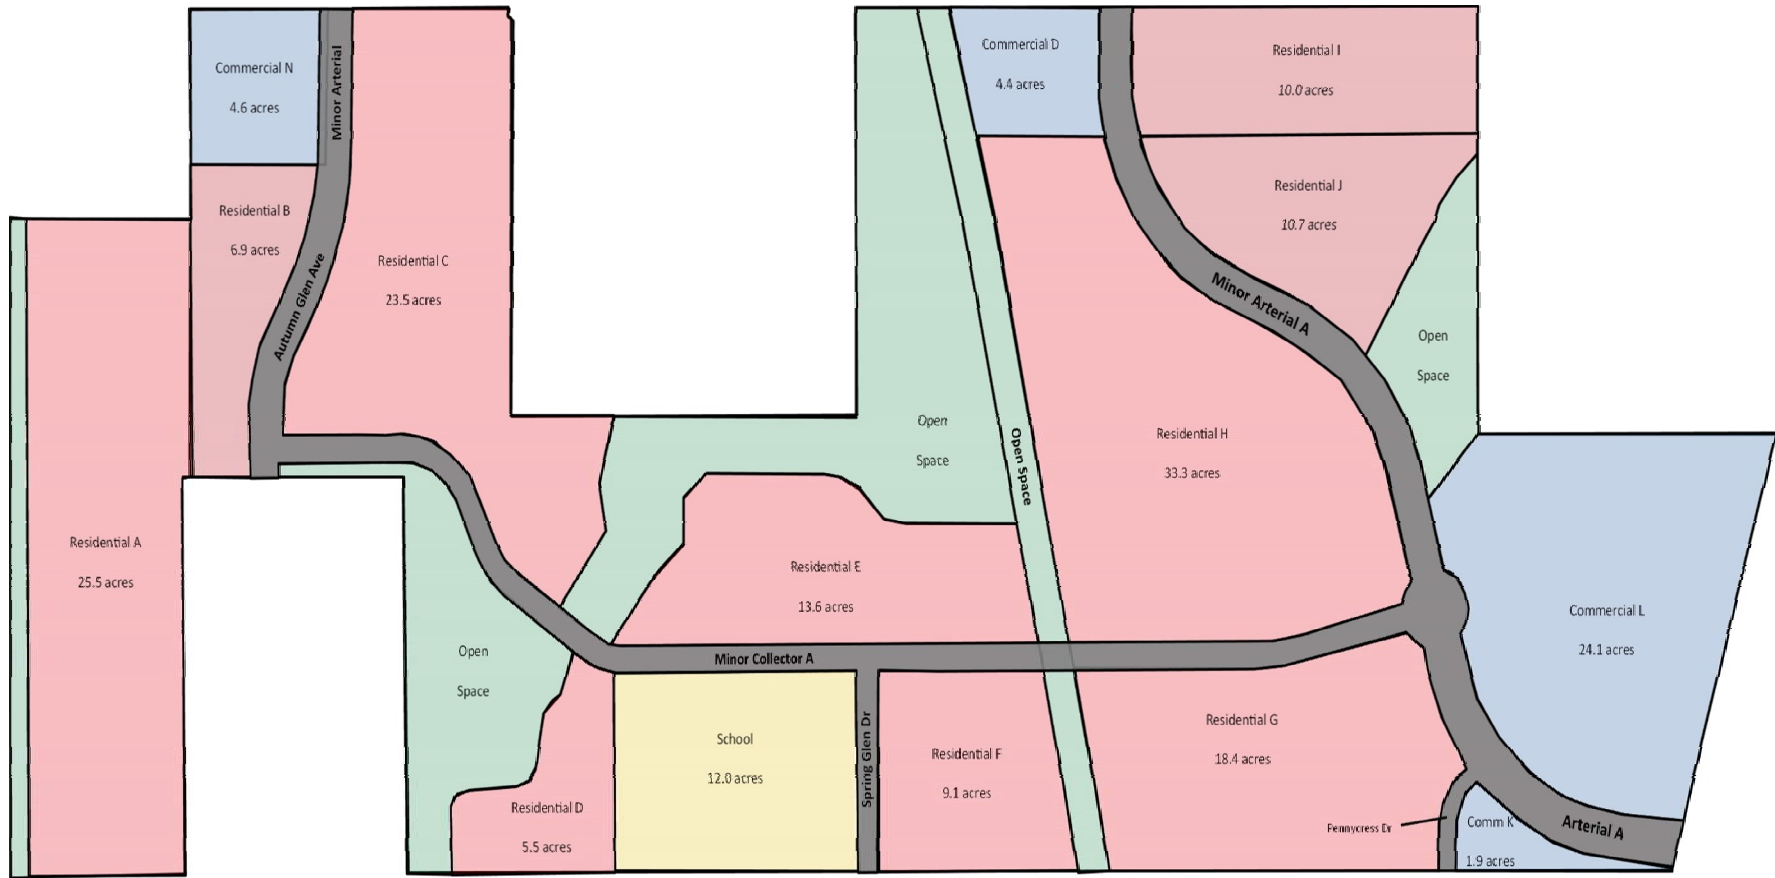 Commercial N
4.6 acres
Minor Arterial
Residential B
6.9 acres
Autumn Glen Ave
Residential C
23.5 acres
Residential A
25.5 acres
Commercial D
4.4 acres
Residential I
10.0 acres
Residential J
10.7 acres
Minor Arterial A
Open
Space
Open
Space
Open Space
Residential H
33.3 acres
Residential E
13.6 acres
Commercial L
24.1 acres
Open
Space
Minor Collector A
School
12.0 acres
Spring Glen Dr
Residential F
9.1 acres
Residential G
18.4 acres
Residential D
5.5 acres
Pennycress Dr
Comm K
1.9 acres
Arterial A